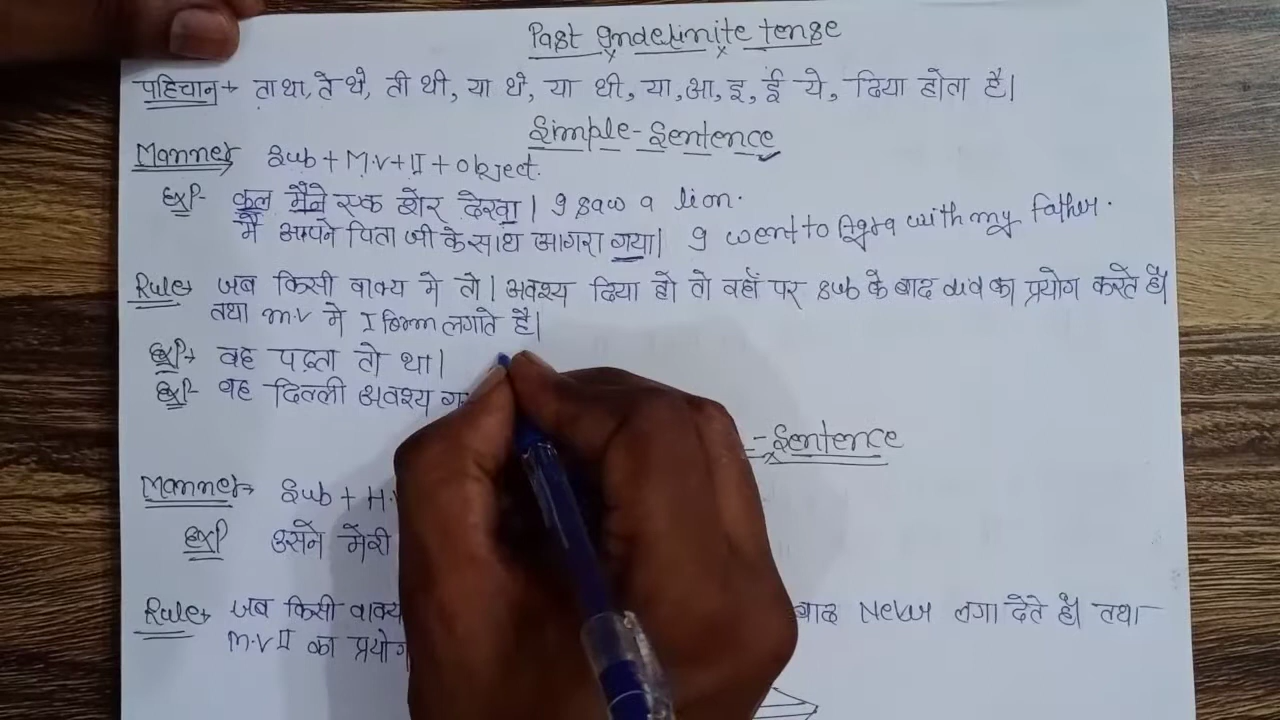 Past Indefinite tense
पहिचान → ता था, ते थे, ती थी, या थे, या थी, या, आ, इ, ई ये, दिया होता है।
Simple-Sentence
Manner Sub + M.V + II + object.
Exp- कल मैने एक शेर देखा। I saw a lion.
मैं आपने पिता जी के साथ आगरा गया। I went to Agra with my Father.
Rule→ जब किसी वाक्य मे तो। अवश्य दिया हो तो वहाँ पर sub के बाद did का प्रयोग करते है।
तथा m.v मे I form लगाते है।
Exp→ वह पढ़ता तो था।
Exp- वह दिल्ली अवश्य
-Sentence
Manner→ Sub + H.
Exp उसने मेरी
Rule→ जब किसी वाक्य बाद Never लगा देते है। तथा
M.V II का प्रयोग